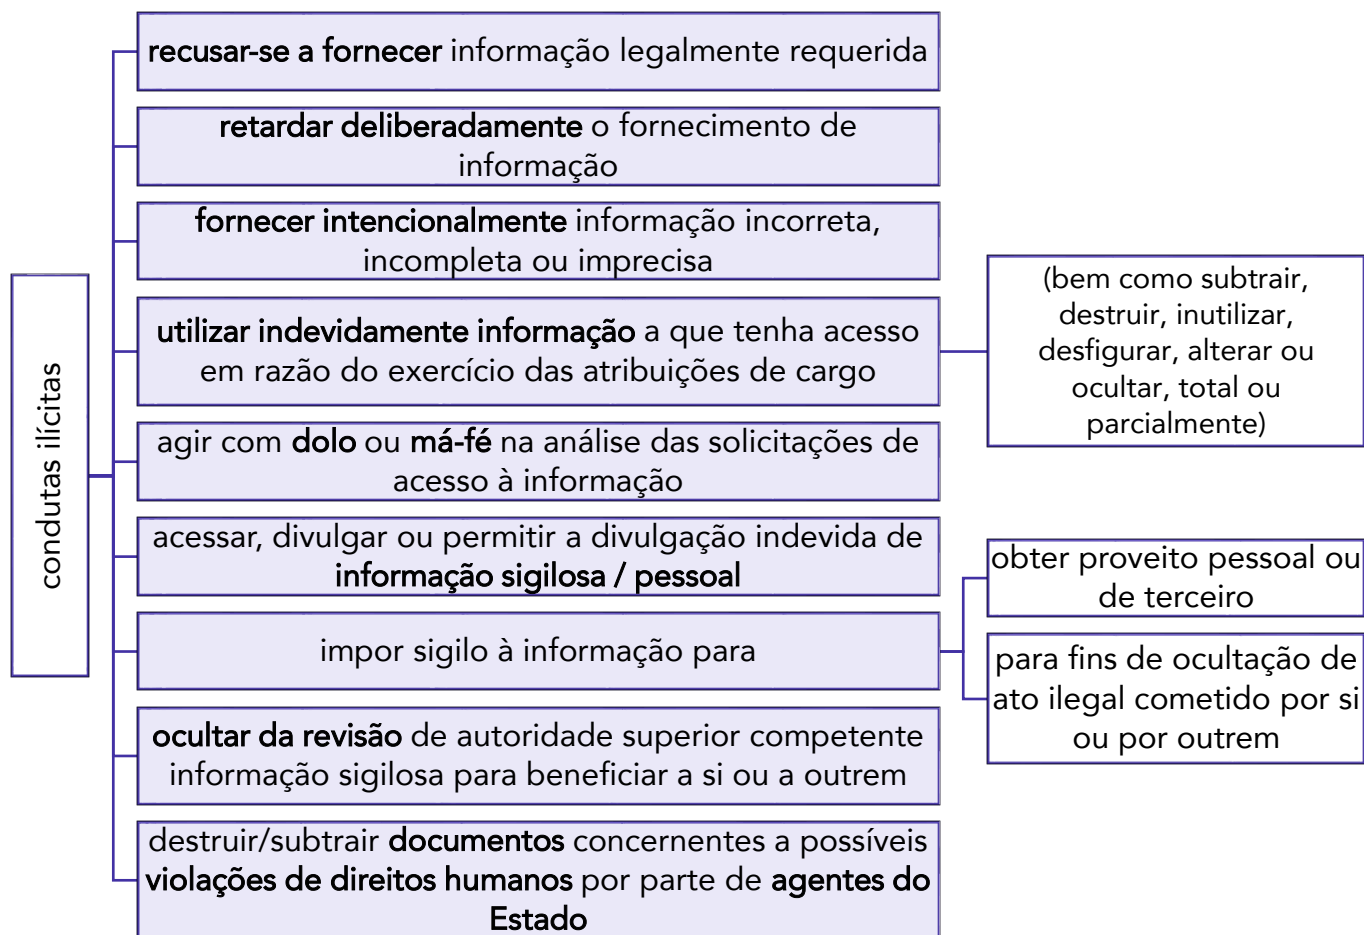 condutas ilícitas
recusar-se a fornecer informação legalmente requerida
retardar deliberadamente o fornecimento de
informação
fornecer intencionalmente informação incorreta,
incompleta ou imprecisa
utilizar indevidamente informação a que tenha acesso
em razão do exercício das atribuições de cargo
(bem como subtrair,
destruir, inutilizar,
desfigurar, alterar ou
ocultar, total ou
parcialmente)
agir com dolo ou má-fé na análise das solicitações de
acesso à informação
acessar, divulgar ou permitir a divulgação indevida de
informação sigilosa / pessoal
impor sigilo à informação para
obter proveito pessoal ou
de terceiro
para fins de ocultação de
ato ilegal cometido por si
ou por outrem
ocultar da revisão de autoridade superior competente
informação sigilosa para beneficiar a si ou a outrem
destruir/subtrair documentos concernentes a possíveis
violações de direitos humanos por parte de agentes do
Estado